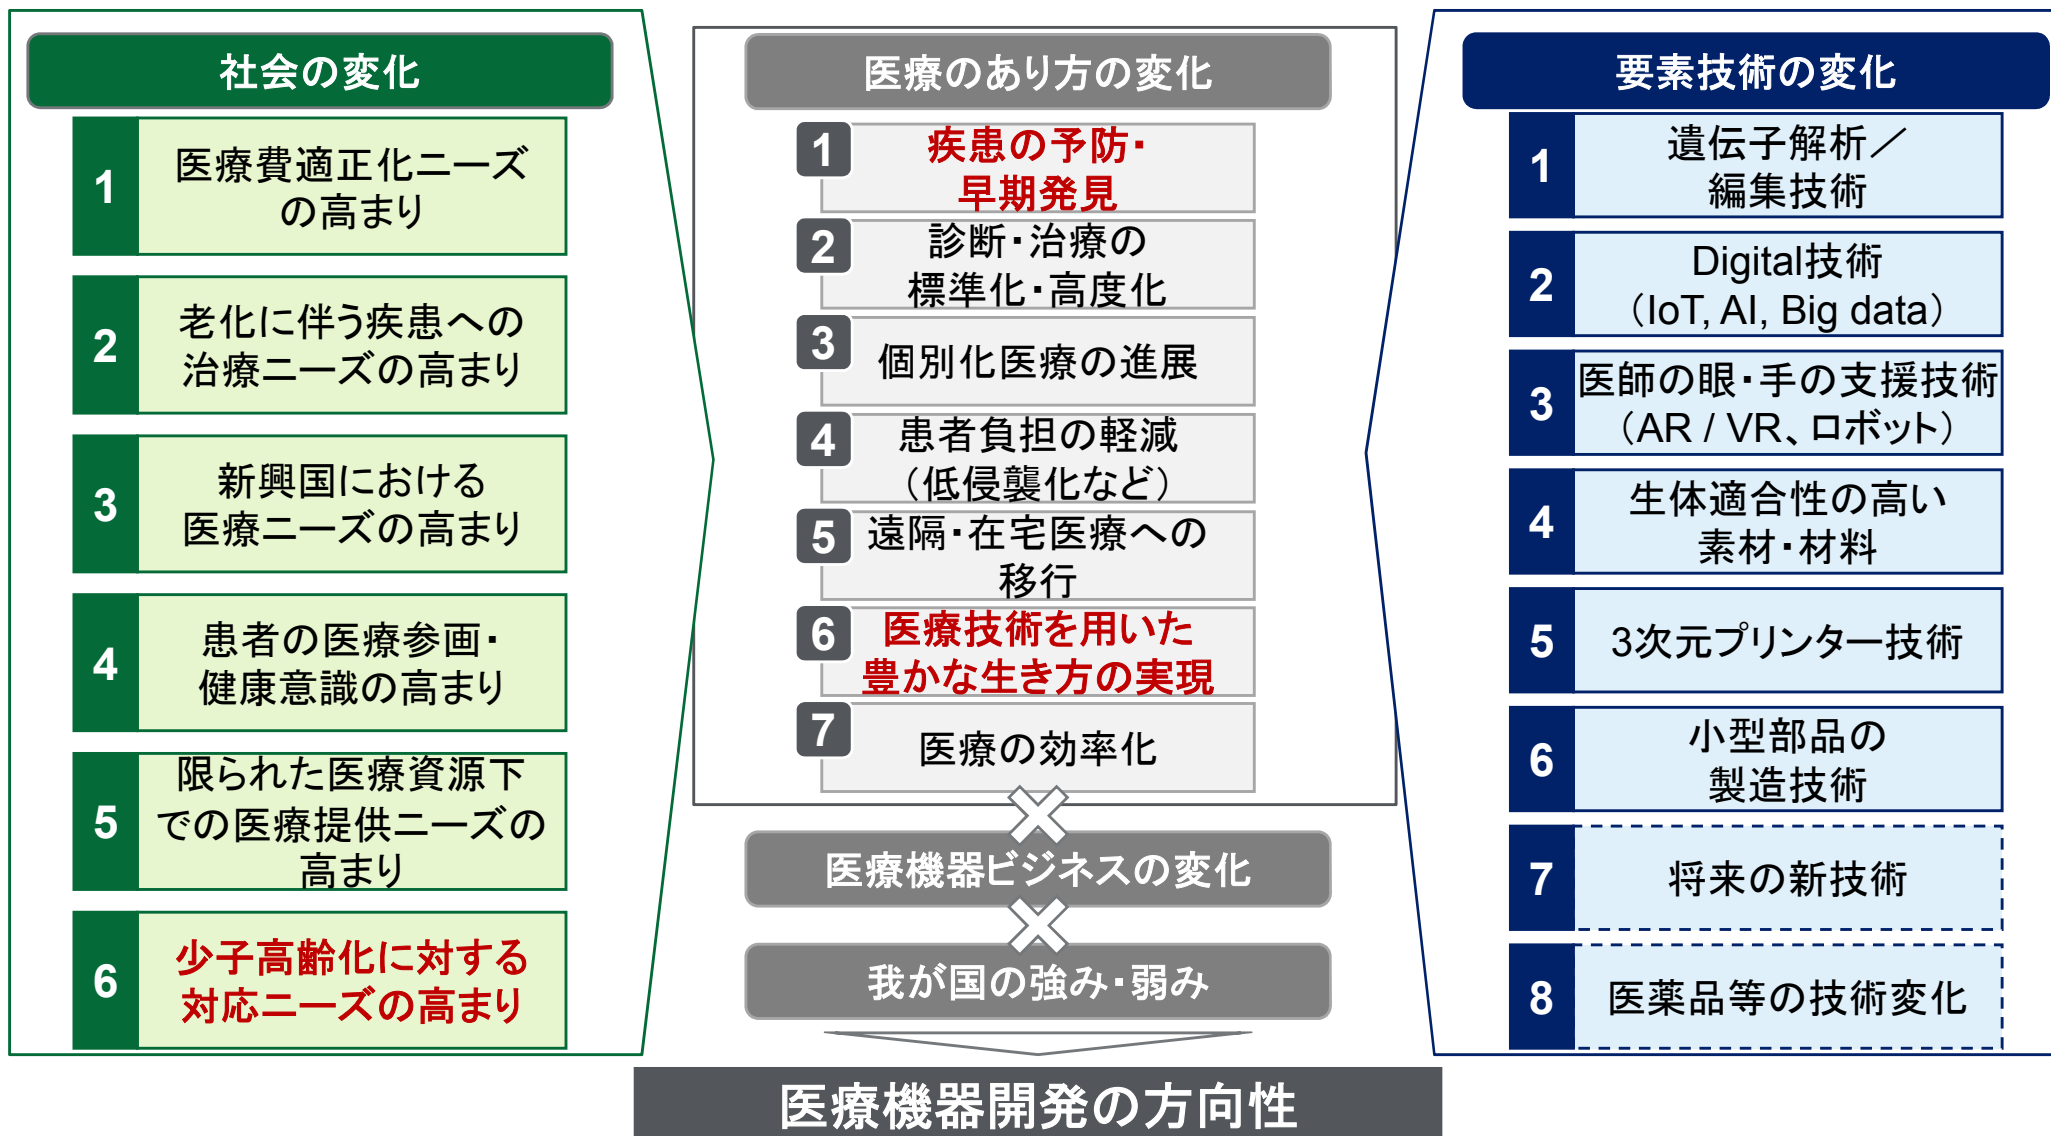 社会の変化
1
医療費適正化ニーズ
の高まり
2
老化に伴う疾患への
治療ニーズの高まり
3
新興国における
医療ニーズの高まり
4
患者の医療参画・
健康意識の高まり
5
限られた医療資源下
での医療提供ニーズの
高まり
6
少子高齢化に対する
対応ニーズの高まり
医療のあり方の変化
1
疾患の予防・
早期発見
2
診断・治療の
標準化・高度化
3
個別化医療の進展
4
患者負担の軽減
（低侵襲化など）
5
遠隔・在宅医療への
移行
6
医療技術を用いた
豊かな生き方の実現
7
医療の効率化
医療機器ビジネスの変化
我が国の強み・弱み
医療機器開発の方向性
要素技術の変化
1
遺伝子解析／
編集技術
2
Digital技術
（IoT, AI, Big data）
3
医師の眼・手の支援技術
（AR / VR、ロボット）
4
生体適合性の高い
素材・材料
5
3次元プリンター技術
6
小型部品の
製造技術
7
将来の新技術
8
医薬品等の技術変化